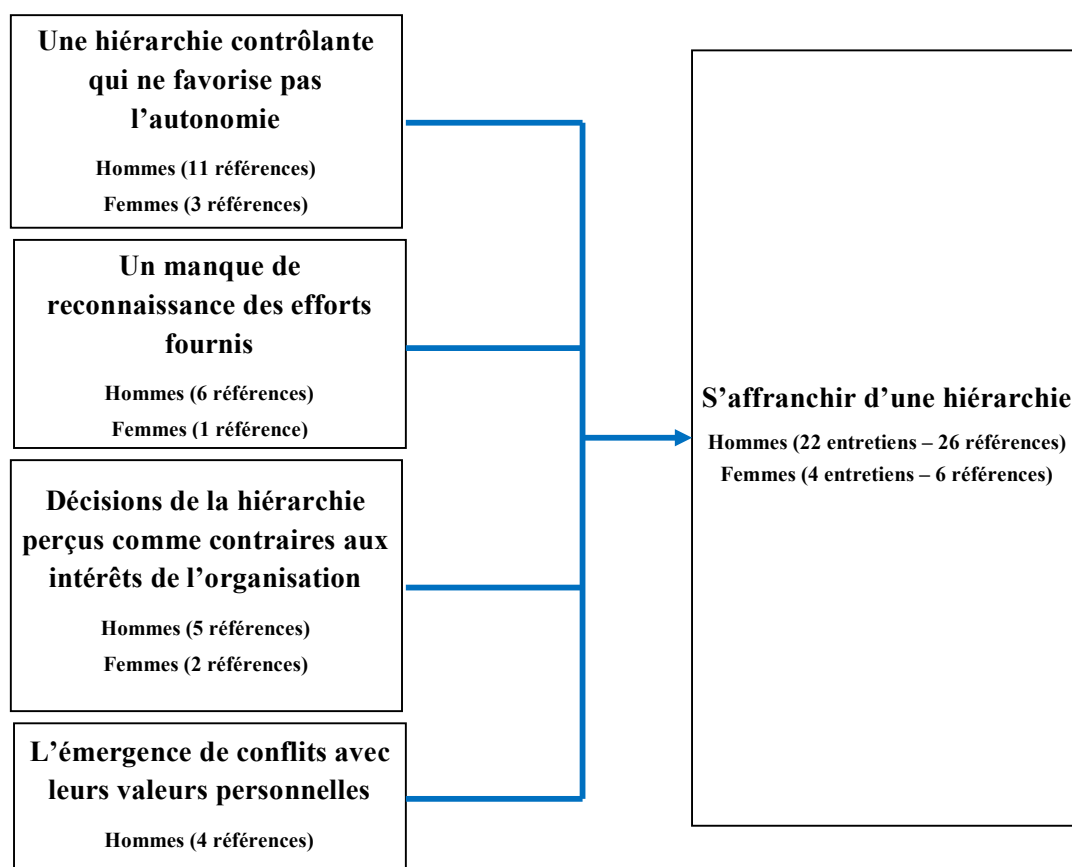 Une hiérarchie contrôlante
qui ne favorise pas
l’autonomie
Hommes (11 références)
Femmes (3 références)
Un manque de
reconnaissance des efforts
fournis
Hommes (6 références)
Femmes (1 référence)
Décisions de la hiérarchie
perçus comme contraires aux
intérêts de l’organisation
Hommes (5 références)
Femmes (2 références)
L’émergence de conflits avec
leurs valeurs personnelles
Hommes (4 références)
S’affranchir d’une hiérarchie
Hommes (22 entretiens – 26 références)
Femmes (4 entretiens – 6 références)